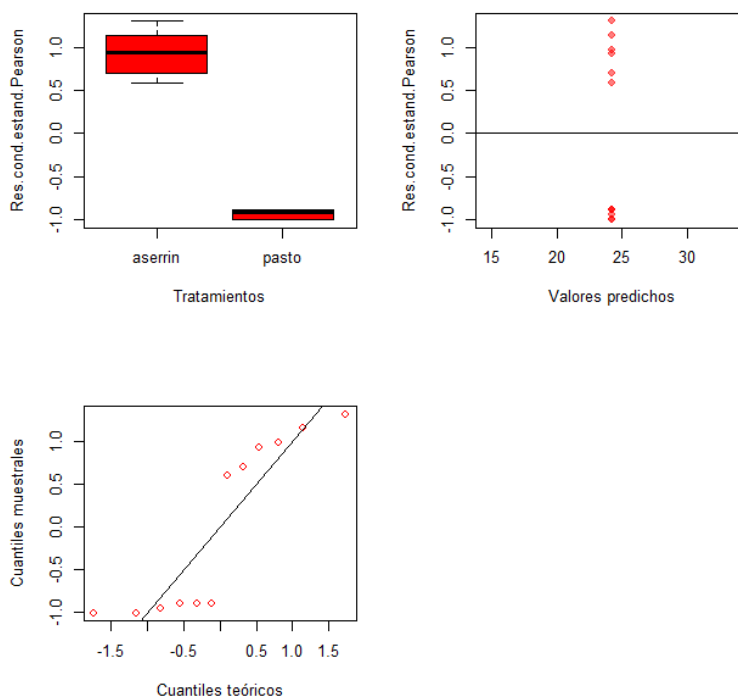 Res.cond.estand.Pearson
1.0
0.5
0.0
-0.5
-1.0
aserrin pasto
Tratamientos
Res.cond.estand.Pearson
1.0
0.5
0.0
-0.5
-1.0
15 20 25 30
Valores predichos
Cuantiles muestrales
1.0
0.5
0.0
-0.5
-1.0
-1.5 -0.5 0.5 1.0 1.5
Cuantiles teóricos